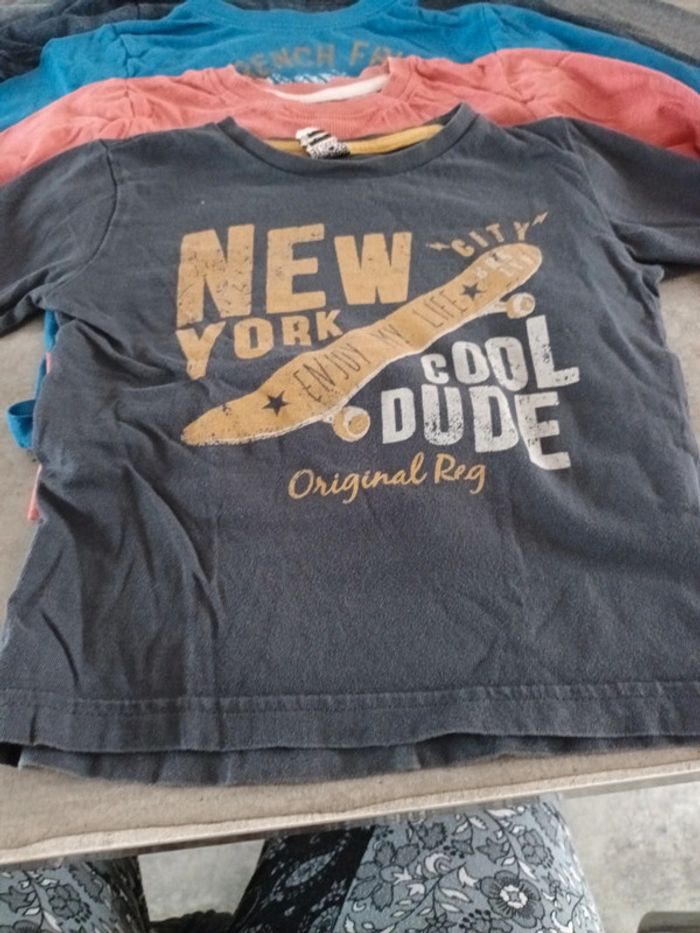 NEW
CITY
YORK
ENJOY MY LIFE
COOL
DUDE
Original Reg